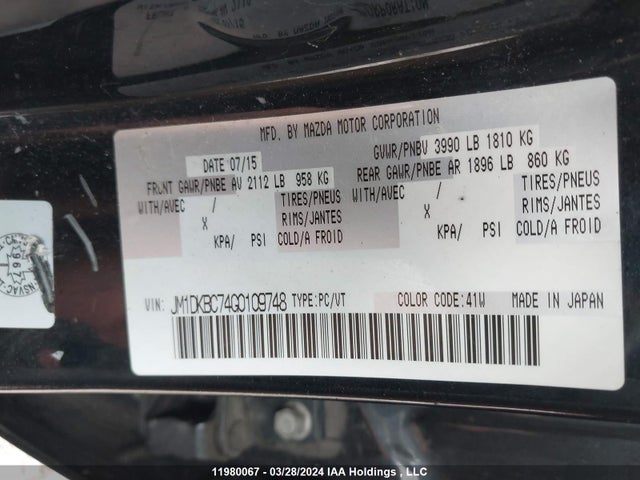 MFD. BY MAZDA MOTOR CORPORATION
DATE 07/15
GVWR/PNBV 3990 LB 1810 KG
FRONT GAWR/PNBE AV 2112 LB 958 KG
REAR GAWR/PNBE AR 1896 LB 860 KG
WITH/AVEC / TIRES/PNEUS
WITH/AVEC / TIRES/PNEUS
X RIMS/JANTES
X RIMS/JANTES
KPA/ PSI COLD/A FROID
KPA/ PSI COLD/A FROID
VIN: JM1DKBC74G0109748 TYPE:PC/VT COLOR CODE:41W MADE IN JAPAN
11980067 - 03/28/2024 IAA Holdings , LLC